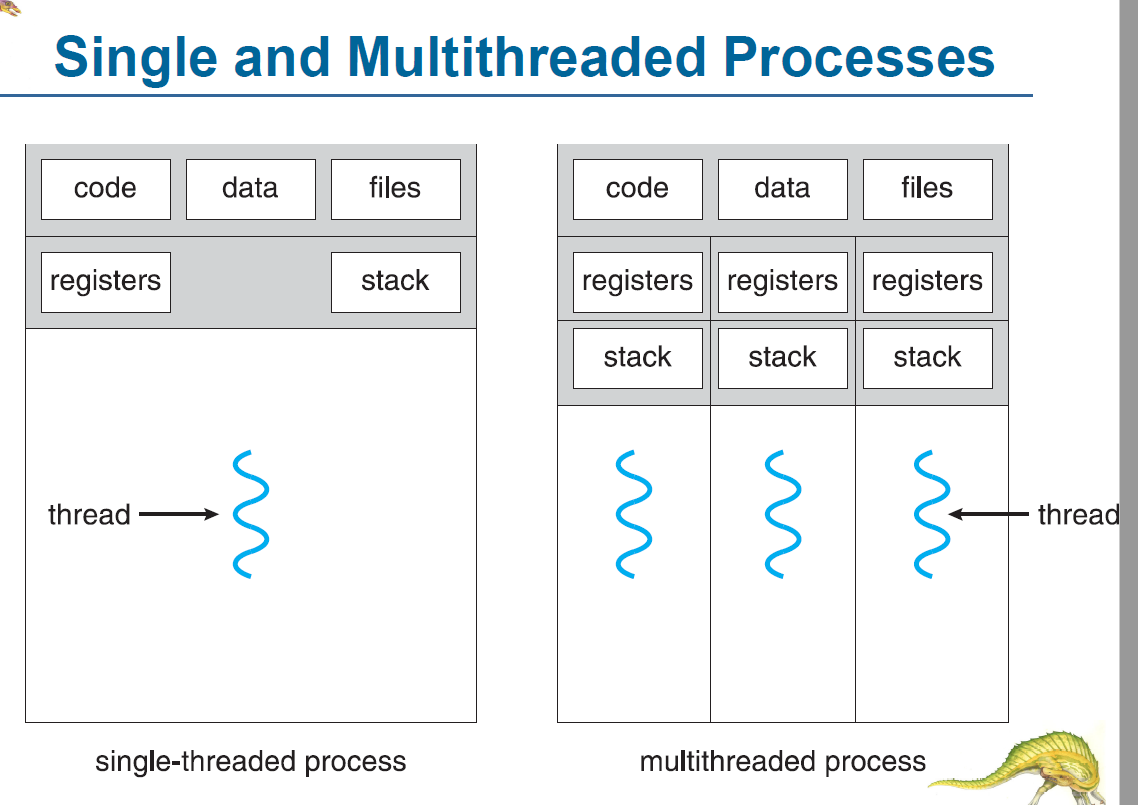 Single and Multithreaded Processes
code data files
registers stack
thread
single-threaded process
code data files
registers registers registers
stack stack stack
thread
multithreaded process